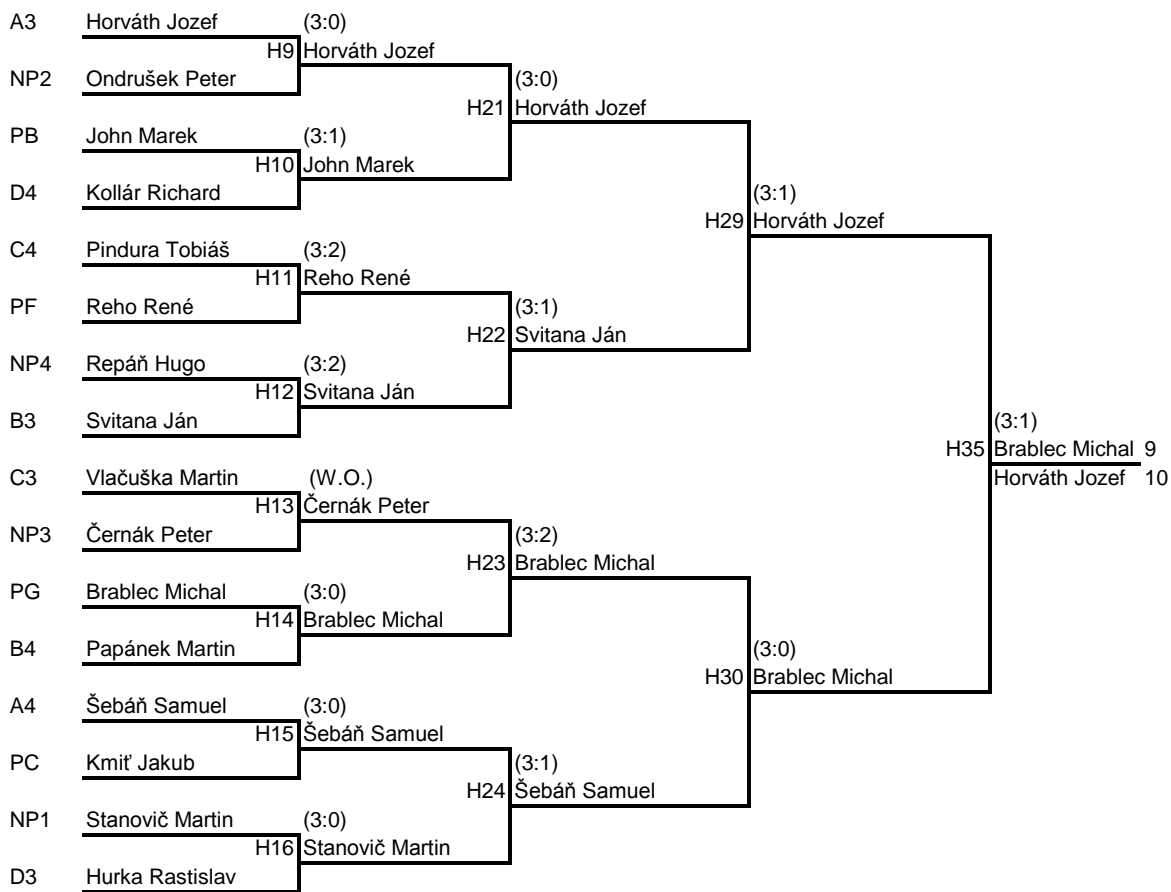 A3 Horváth Jozef (3:0)
H9 Horváth Jozef
NP2 Ondrušek Peter (3:0)
H21 Horváth Jozef
PB John Marek (3:1)
H10 John Marek
D4 Kollár Richard (3:1)
H29 Horváth Jozef
C4 Pindura Tobiáš (3:2)
H11 Reho René
PF Reho René (3:1)
H22 Svitana Ján
NP4 Repáň Hugo (3:2)
H12 Svitana Ján
B3 Svitana Ján (3:1)
H35 Brablec Michal 9
C3 Vlačuška Martin (W.O.) Horváth Jozef 10
H13 Černák Peter
NP3 Černák Peter (3:2)
H23 Brablec Michal
PG Brablec Michal (3:0)
H14 Brablec Michal
B4 Papánek Martin (3:0)
H30 Brablec Michal
A4 Šebáň Samuel (3:0)
H15 Šebáň Samuel
PC Kmiť Jakub (3:1)
H24 Šebáň Samuel
NP1 Stanovič Martin (3:0)
H16 Stanovič Martin
D3 Hurka Rastislav